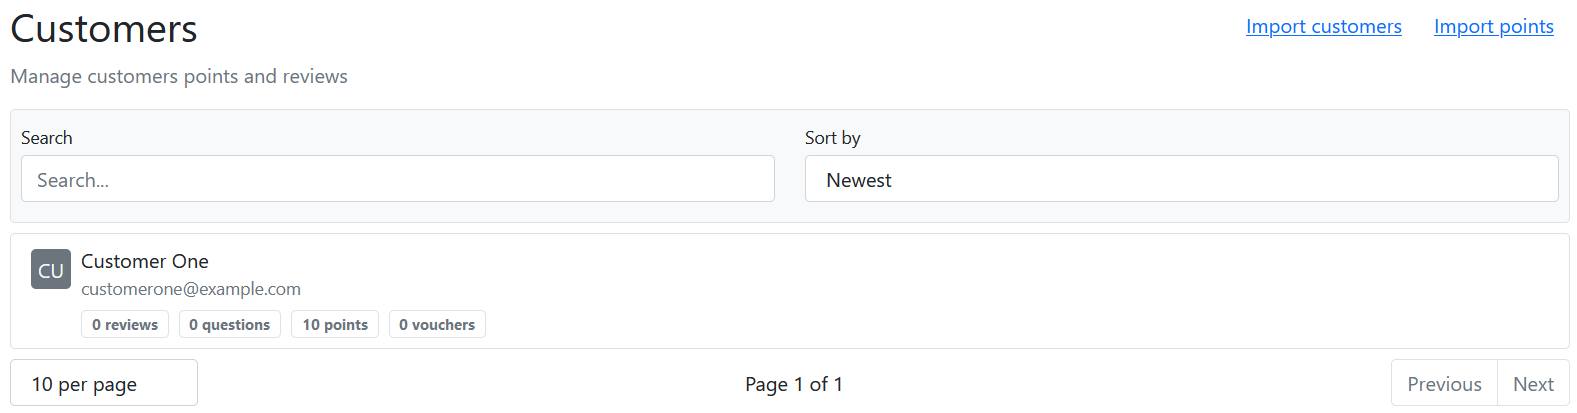 Customers
Import customers
Import points
Manage customers points and reviews
Search
Sort by
Search...
Newest
CU
Customer One
customerone@example.com
0 reviews
0 questions
10 points
0 vouchers
10 per page
Page 1 of 1
Previous
Next